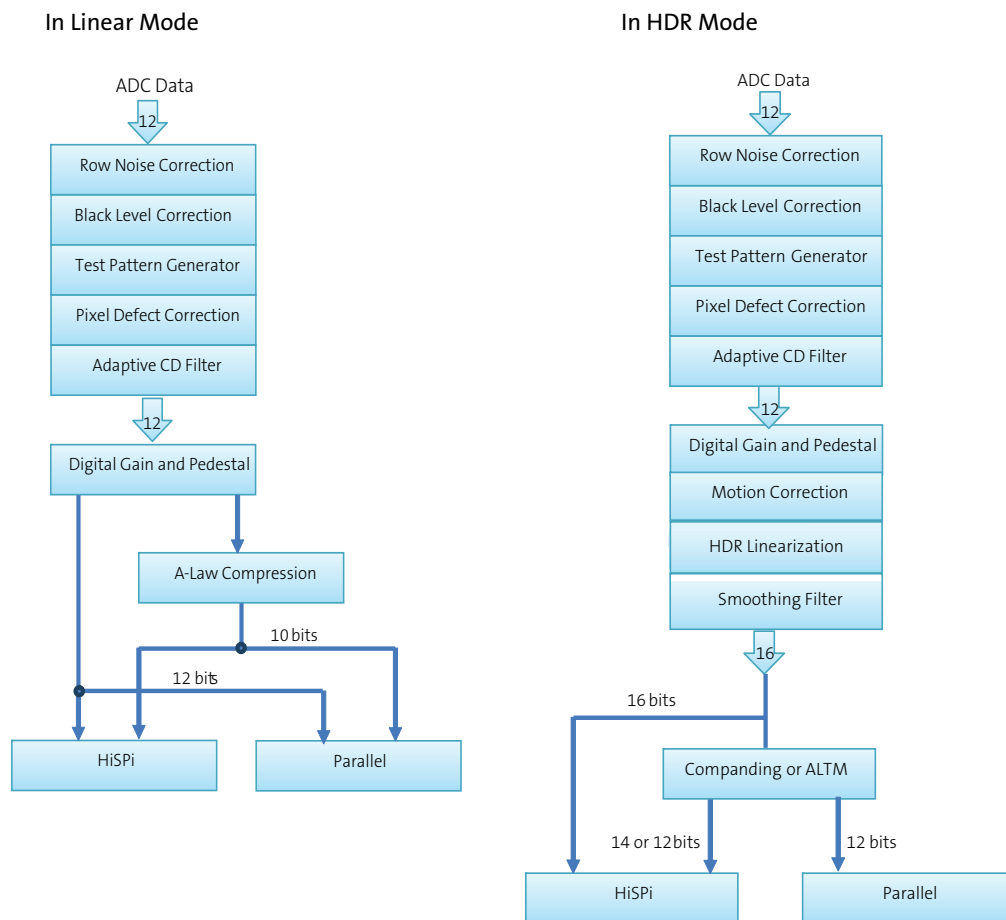 In Linear Mode
ADC Data
12
Row Noise Correction
Black Level Correction
Test Pattern Generator
Pixel Defect Correction
Adaptive CD Filter
12
Digital Gain and Pedestal
A-Law Compression
10 bits
12 bits
HiSPi
Parallel
In HDR Mode
ADC Data
12
Row Noise Correction
Black Level Correction
Test Pattern Generator
Pixel Defect Correction
Adaptive CD Filter
12
Digital Gain and Pedestal
Motion Correction
HDR Linearization
Smoothing Filter
16
16 bits
Companding or ALTM
14 or 12bits
12 bits
HiSPi
Parallel